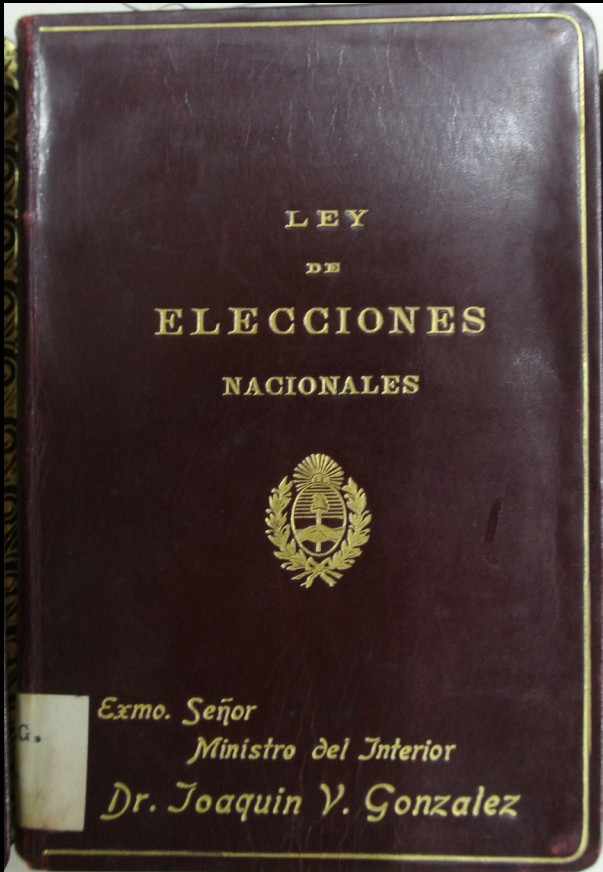 LEY
DE
ELECCIONES
NACIONALES
G.
Exmo. Señor
Ministro del Interior
Dr. Joaquin V. Gonzalez